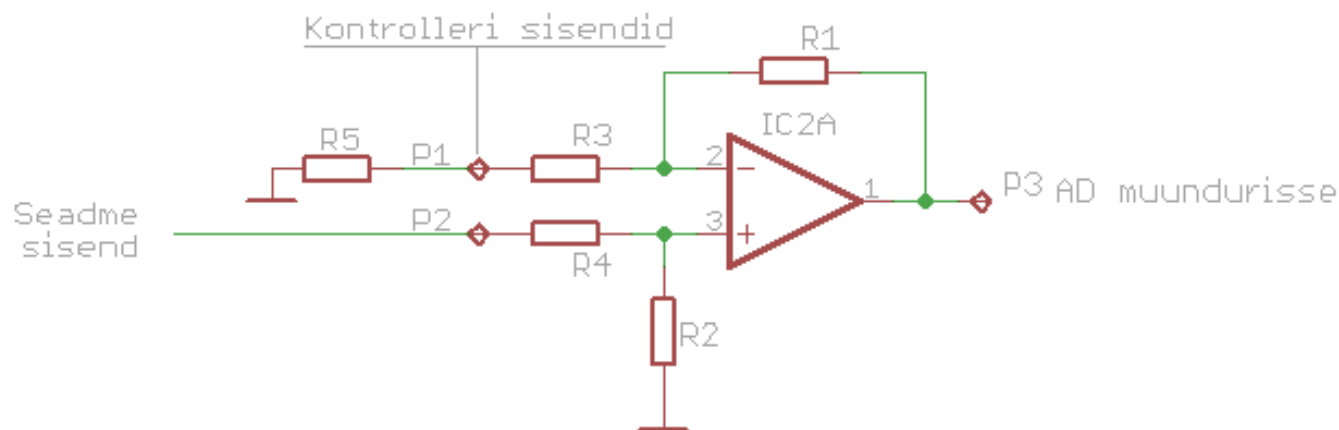 Kontrolleri sisendid
R1
IC2A
R5
P1
R3
2
-
1
P3 AD muundurisse
Seadme
sisend
P2
R4
3
+
R2